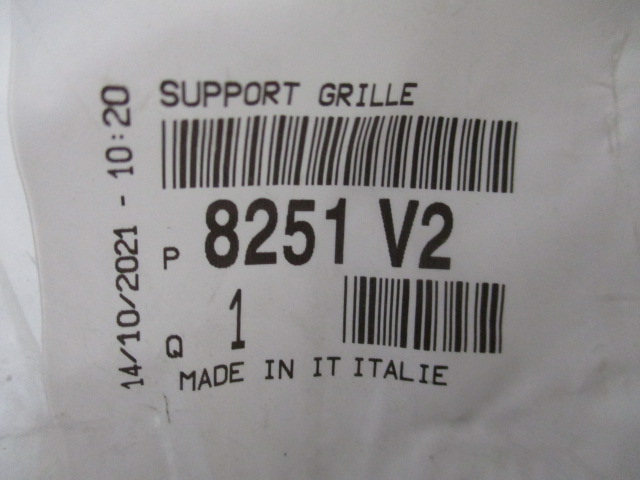 SUPPORT GRILLE
P 8251 V2
Q 1
MADE IN IT ITALIE
14/10/2021 - 10:20